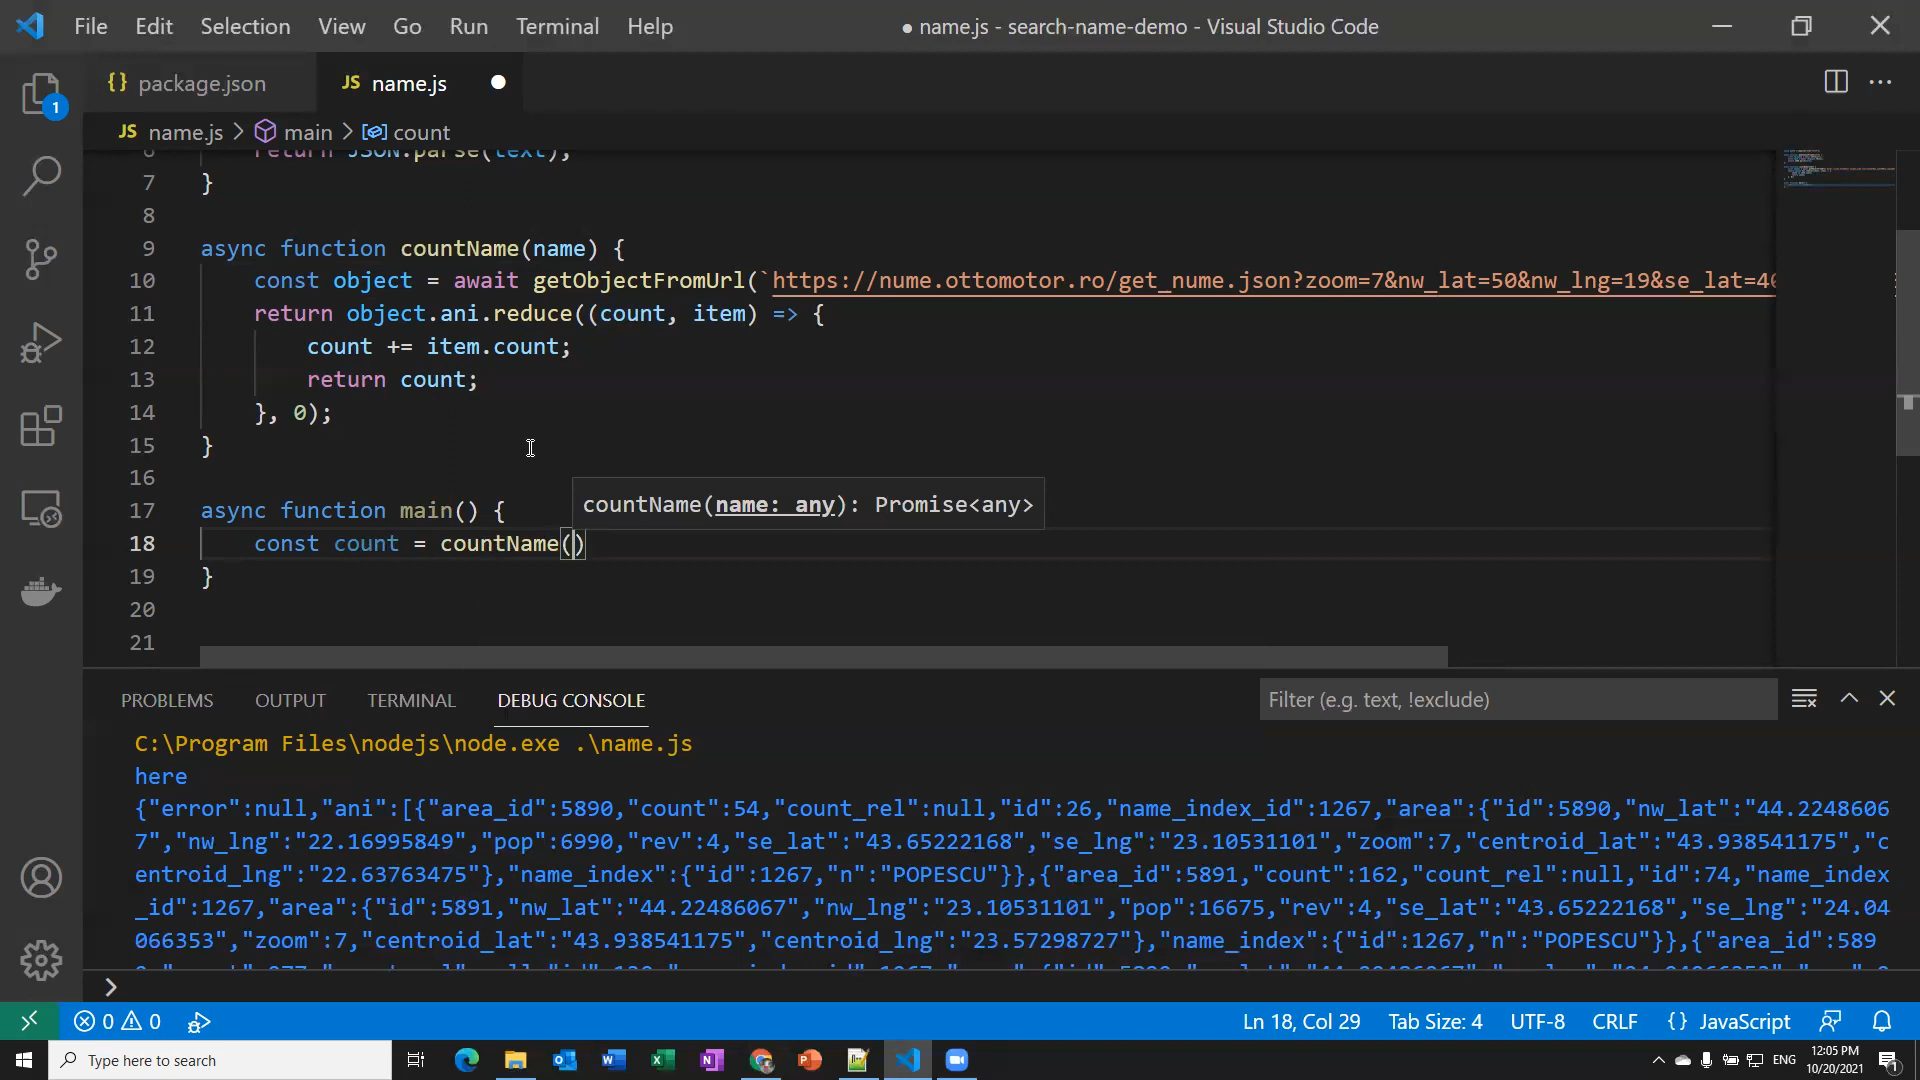 File Edit Selection View Go Run Terminal Help ● name.js - search-name-demo - Visual Studio Code
{} package.json JS name.js
JS name.js > main > count
return JSON.parse(text);
7 }
8
9 async function countName(name) {
10 const object = await getObjectFromUrl(`https://nume.ottomotor.ro/get_nume.json?zoom=7&nw_lat=50&nw_lng=19&se_lat=40
11 return object.ani.reduce((count, item) => {
12 count += item.count;
13 return count;
14 }, 0);
15 }
16
countName(name: any): Promise<any>
17 async function main() {
18 const count = countName()
19 }
20
21
PROBLEMS OUTPUT TERMINAL DEBUG CONSOLE Filter (e.g. text, !exclude)
C:\Program Files\nodejs\node.exe .\name.js
here
{"error":null,"ani":[{"area_id":5890,"count":54,"count_rel":null,"id":26,"name_index_id":1267,"area":{"id":5890,"nw_lat":"44.2248606
7","nw_lng":"22.16995849","pop":6990,"rev":4,"se_lat":"43.65222168","se_lng":"23.10531101","zoom":7,"centroid_lat":"43.938541175","c
entroid_lng":"22.63763475"},"name_index":{"id":1267,"n":"POPESCU"}},{"area_id":5891,"count":162,"count_rel":null,"id":74,"name_index
_id":1267,"area":{"id":5891,"nw_lat":"44.22486067","nw_lng":"23.10531101","pop":16675,"rev":4,"se_lat":"43.65222168","se_lng":"24.04
066353","zoom":7,"centroid_lat":"43.938541175","centroid_lng":"23.57298727"},"name_index":{"id":1267,"n":"POPESCU"}},{"area_id":589
>
0 0 Ln 18, Col 29 Tab Size: 4 UTF-8 CRLF {} JavaScript
Type here to search ENG 12:05 PM
10/20/2021
1